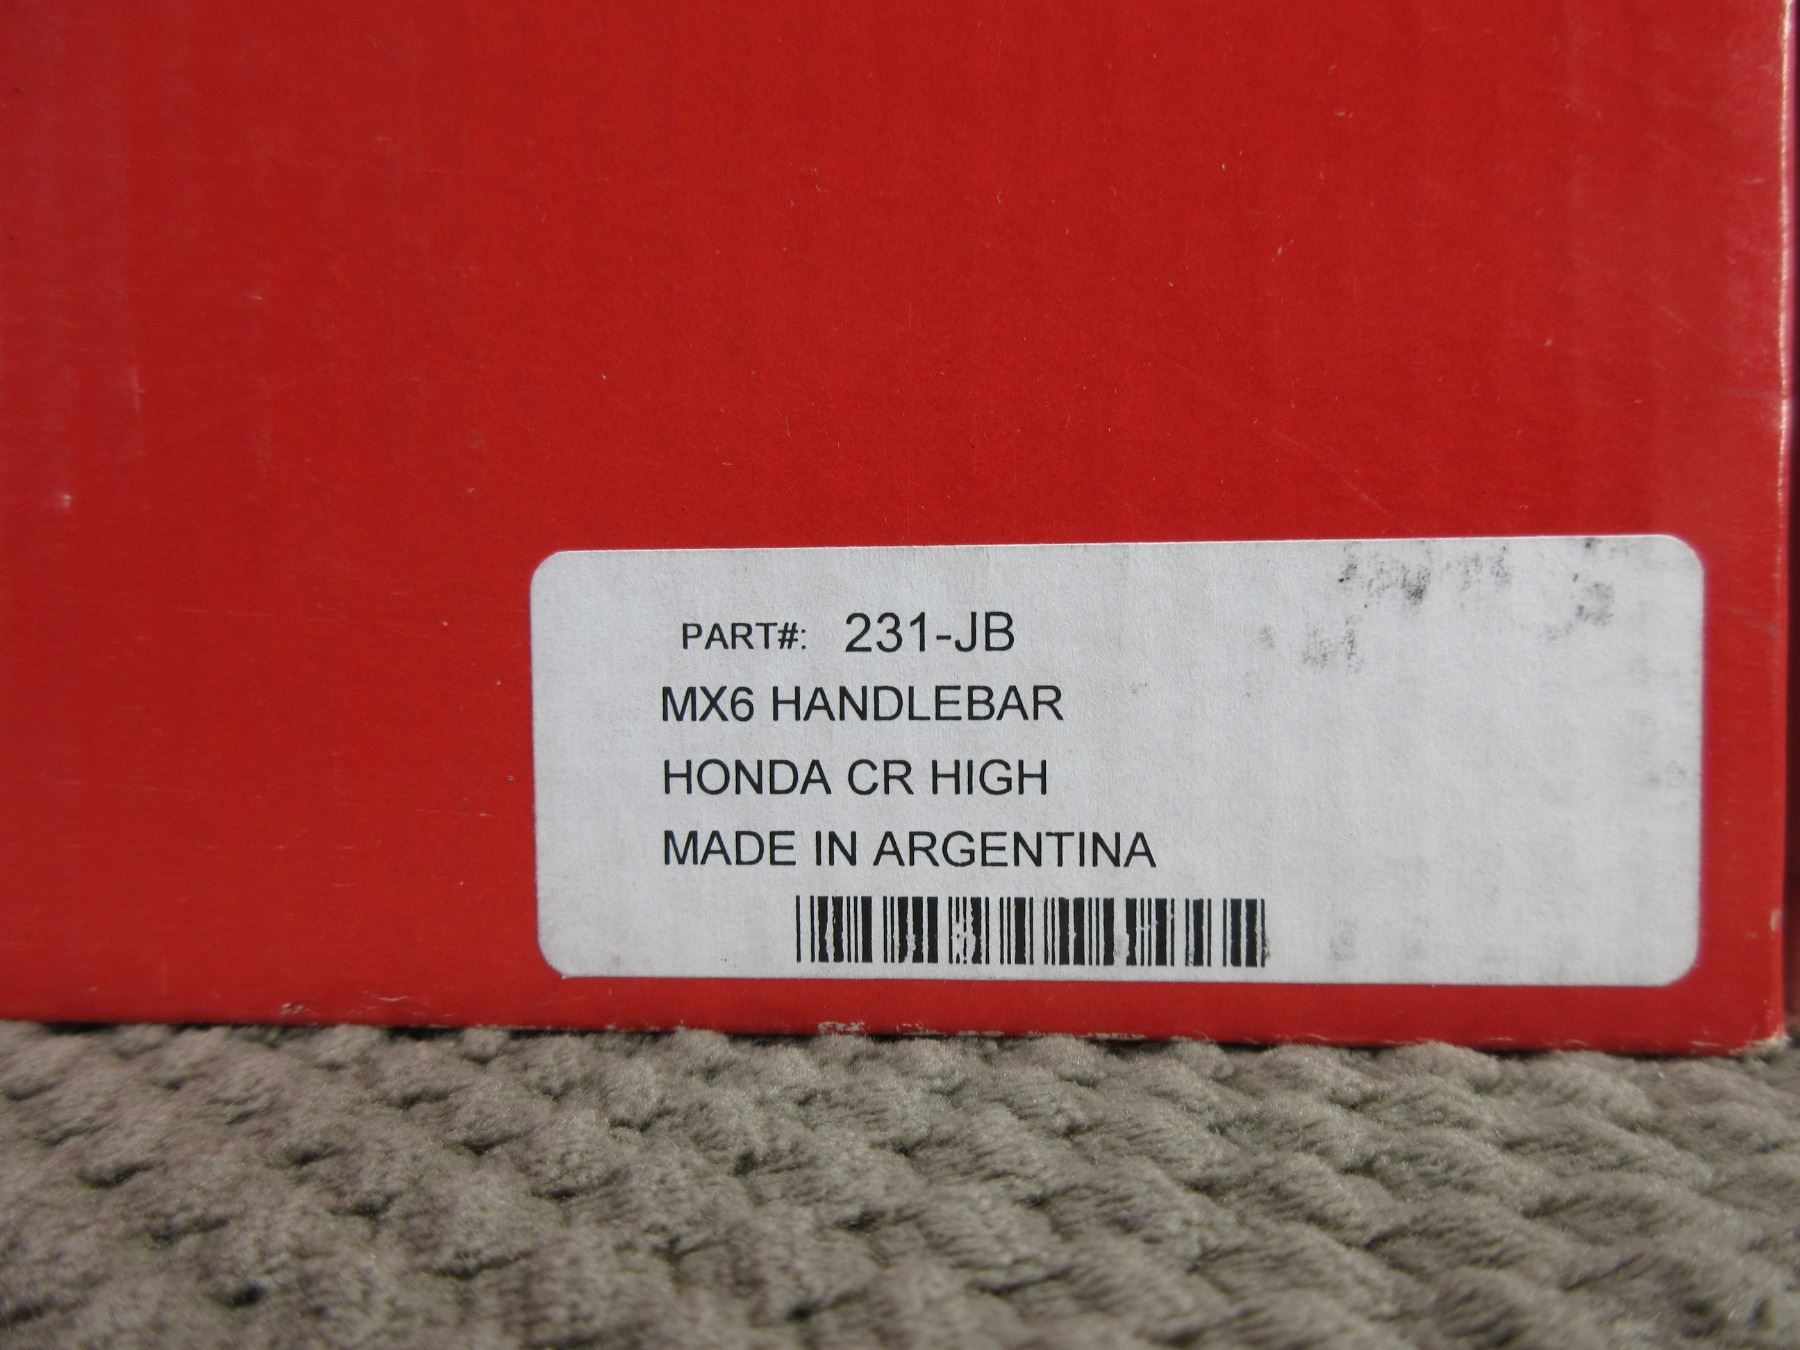 PART#: 231-JB
MX6 HANDLEBAR
HONDA CR HIGH
MADE IN ARGENTINA